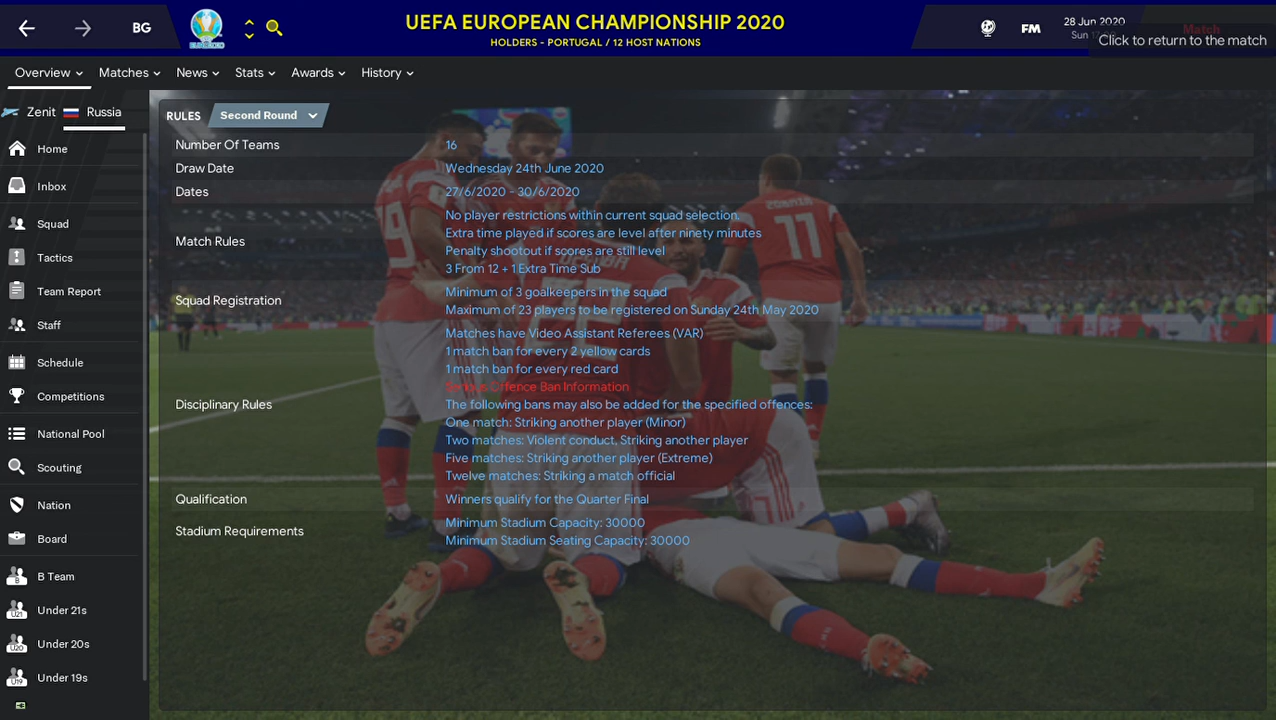 BG
UEFA EUROPEAN CHAMPIONSHIP 2020
HOLDERS - PORTUGAL / 12 HOST NATIONS
FM
28 Jun 2020
Sun
Match
Click to return to the match
Overview
Matches
News
Stats
Awards
History
Zenit
Russia
Home
Inbox
Squad
Tactics
Team Report
Staff
Schedule
Competitions
National Pool
Scouting
Nation
Board
B Team
Under 21s
Under 20s
Under 19s
RULES Second Round
Number Of Teams 16
Draw Date Wednesday 24th June 2020
Dates 27/6/2020 - 30/6/2020
Match Rules
No player restrictions within current squad selection.
Extra time played if scores are level after ninety minutes
Penalty shootout if scores are still level
3 From 12 + 1 Extra Time Sub
Squad Registration
Minimum of 3 goalkeepers in the squad
Maximum of 23 players to be registered on Sunday 24th May 2020
Disciplinary Rules
Matches have Video Assistant Referees (VAR)
1 match ban for every 2 yellow cards
1 match ban for every red card
Serious Offence Ban Information
The following bans may also be added for the specified offences:
One match: Striking another player (Minor)
Two matches: Violent conduct, Striking another player
Five matches: Striking another player (Extreme)
Twelve matches: Striking a match official
Qualification Winners qualify for the Quarter Final
Stadium Requirements
Minimum Stadium Capacity: 30000
Minimum Stadium Seating Capacity: 30000